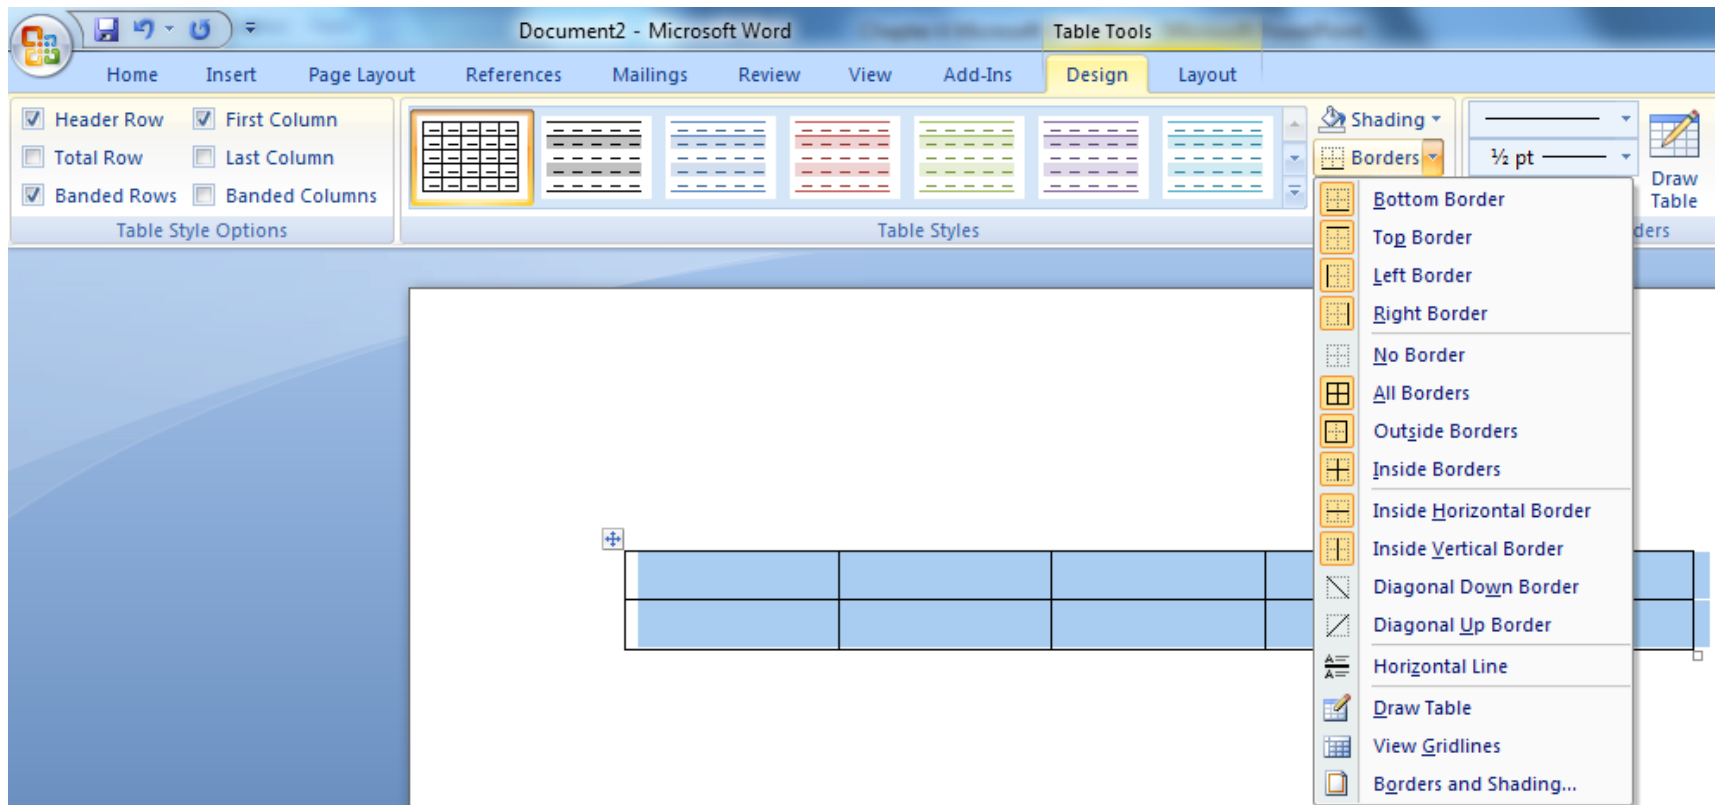 Document2 - Microsoft Word
Table Tools
Home Insert Page Layout References Mailings Review View Add-Ins Design Layout
Header Row First Column
Total Row Last Column
Banded Rows Banded Columns
Table Style Options
Table Styles
Shading
Borders
½ pt
Draw
Table
ders
Bottom Border
Top Border
Left Border
Right Border
No Border
All Borders
Outside Borders
Inside Borders
Inside Horizontal Border
Inside Vertical Border
Diagonal Down Border
Diagonal Up Border
Horizontal Line
Draw Table
View Gridlines
Borders and Shading...